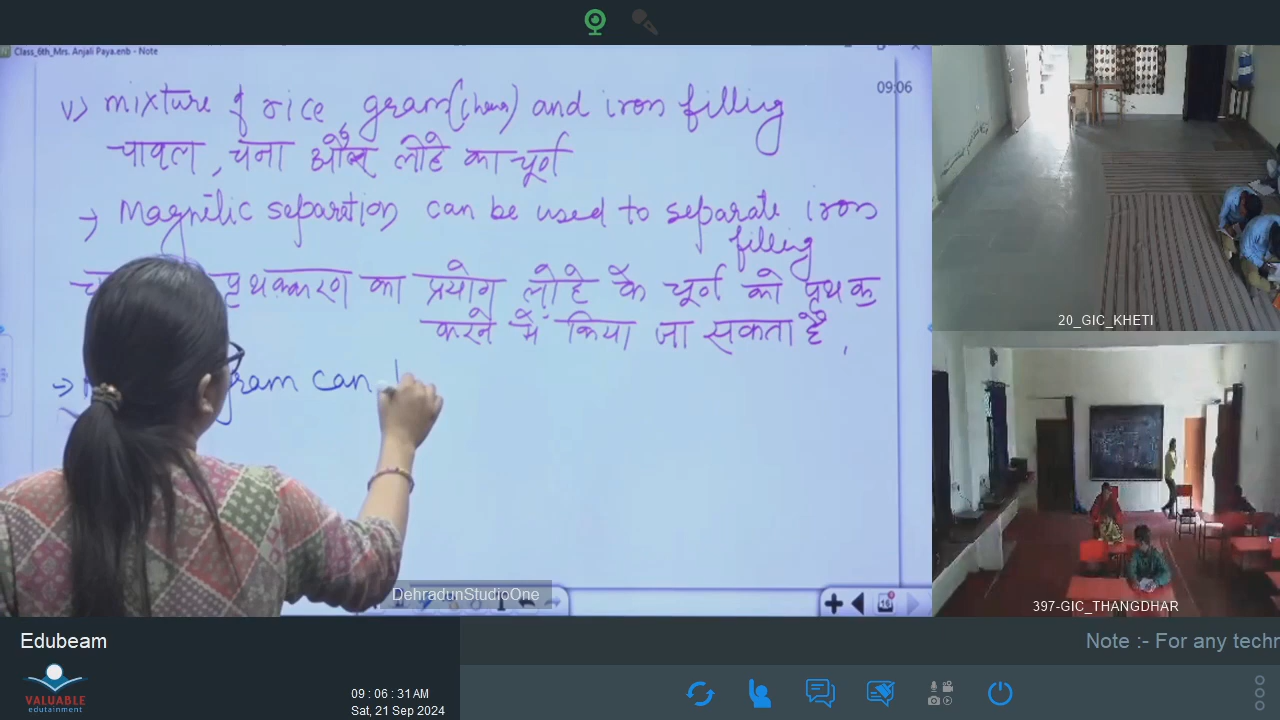 Class_6th_Mrs. Anjali Paya.enb - Note
09:06
v) mixture of rice gram (chana) and iron filling
चावल, चना और लोहे का चूर्ण
→ Magnetic separation can be used to separate iron
filling
पृथक्करण का प्रयोग लोहे के चूर्ण को पृथक
करने में किया जा सकता है,
→ gram can
DehradunStudioOne
20_GIC_KHETI
397-GIC_THANGDHAR
Edubeam
Note :- For any techn
VALUABLE
edutainment
09 : 06 : 31 AM
Sat, 21 Sep 2024